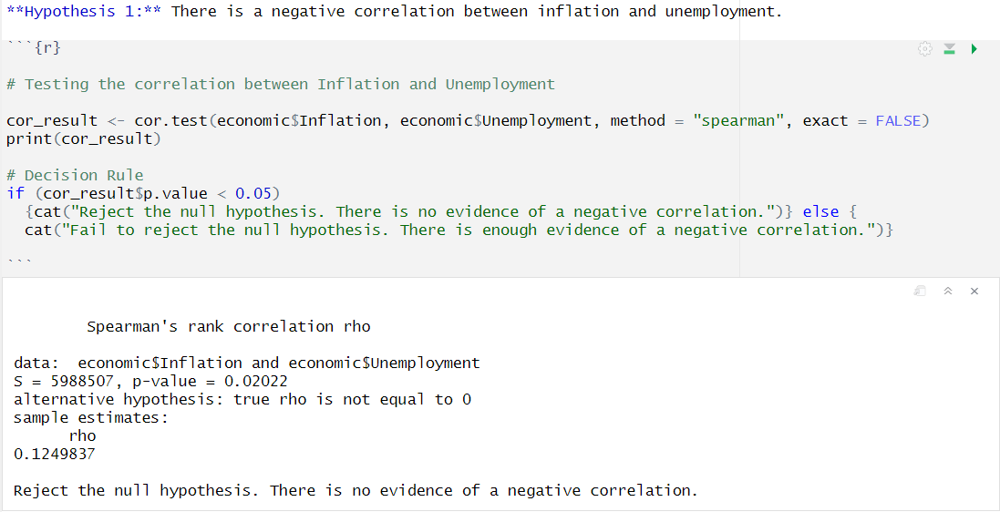 **Hypothesis 1:** There is a negative correlation between inflation and unemployment.
```{r}
# Testing the correlation between Inflation and Unemployment
cor_result <- cor.test(economic$Inflation, economic$Unemployment, method = "spearman", exact = FALSE)
print(cor_result)
# Decision Rule
if (cor_result$p.value < 0.05)
{cat("Reject the null hypothesis. There is no evidence of a negative correlation.")} else {
cat("Fail to reject the null hypothesis. There is enough evidence of a negative correlation.")}
```
Spearman's rank correlation rho
data:  economic$Inflation and economic$Unemployment
S = 5988507, p-value = 0.02022
alternative hypothesis: true rho is not equal to 0
sample estimates:
rho
0.1249837
Reject the null hypothesis. There is no evidence of a negative correlation.